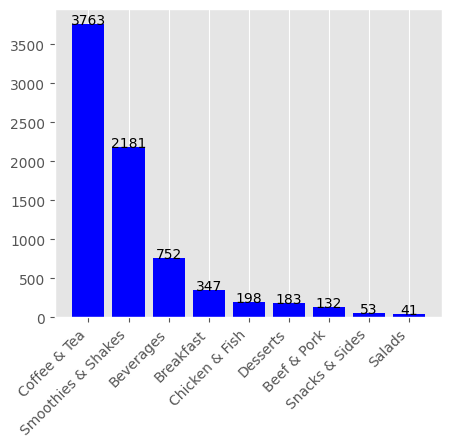 3763
3500
3000
2500
2181
2000
1500
1000
752
500
347
198
183
132
53
41
0
Coffee & Tea
Smoothies & Shakes
Beverages
Breakfast
Chicken & Fish
Desserts
Beef & Pork
Snacks & Sides
Salads